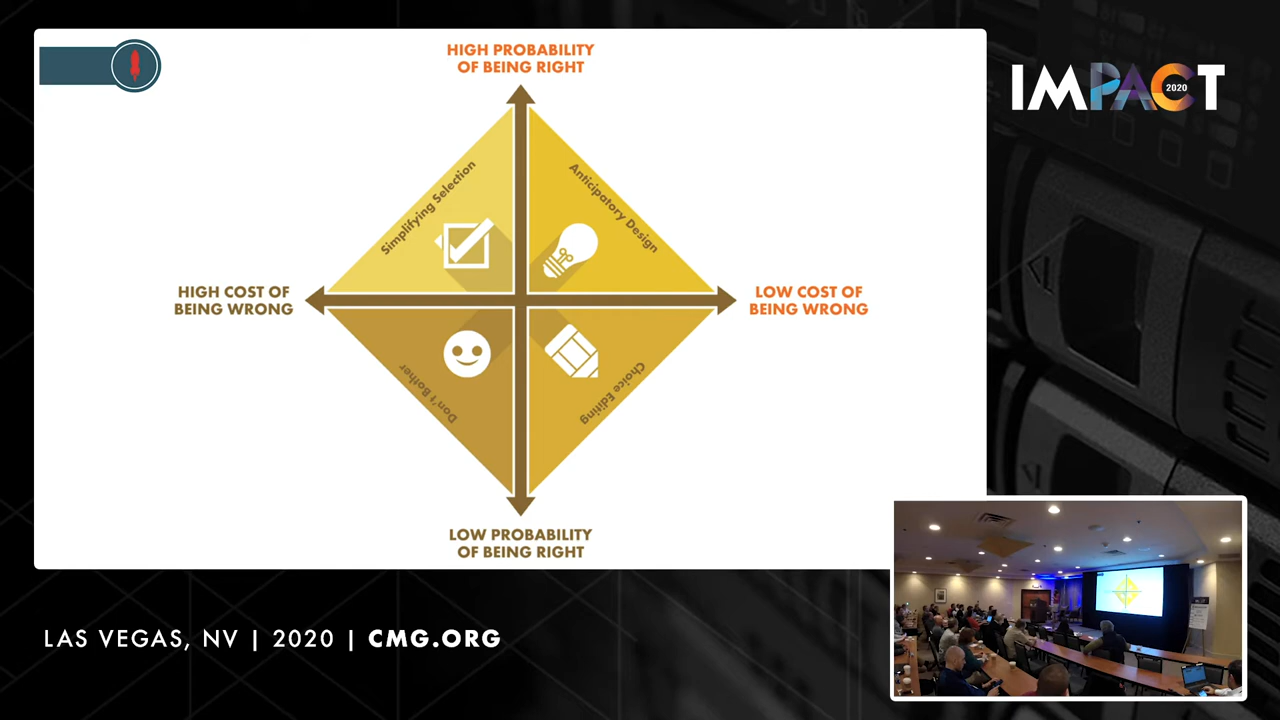 HIGH PROBABILITY
OF BEING RIGHT
IMPACT
2020
Simplifying Selection
Anticipatory Design
HIGH COST OF
BEING WRONG
LOW COST OF
BEING WRONG
Don't Bother
Choice Editing
LOW PROBABILITY
OF BEING RIGHT
LAS VEGAS, NV | 2020 | CMG.ORG